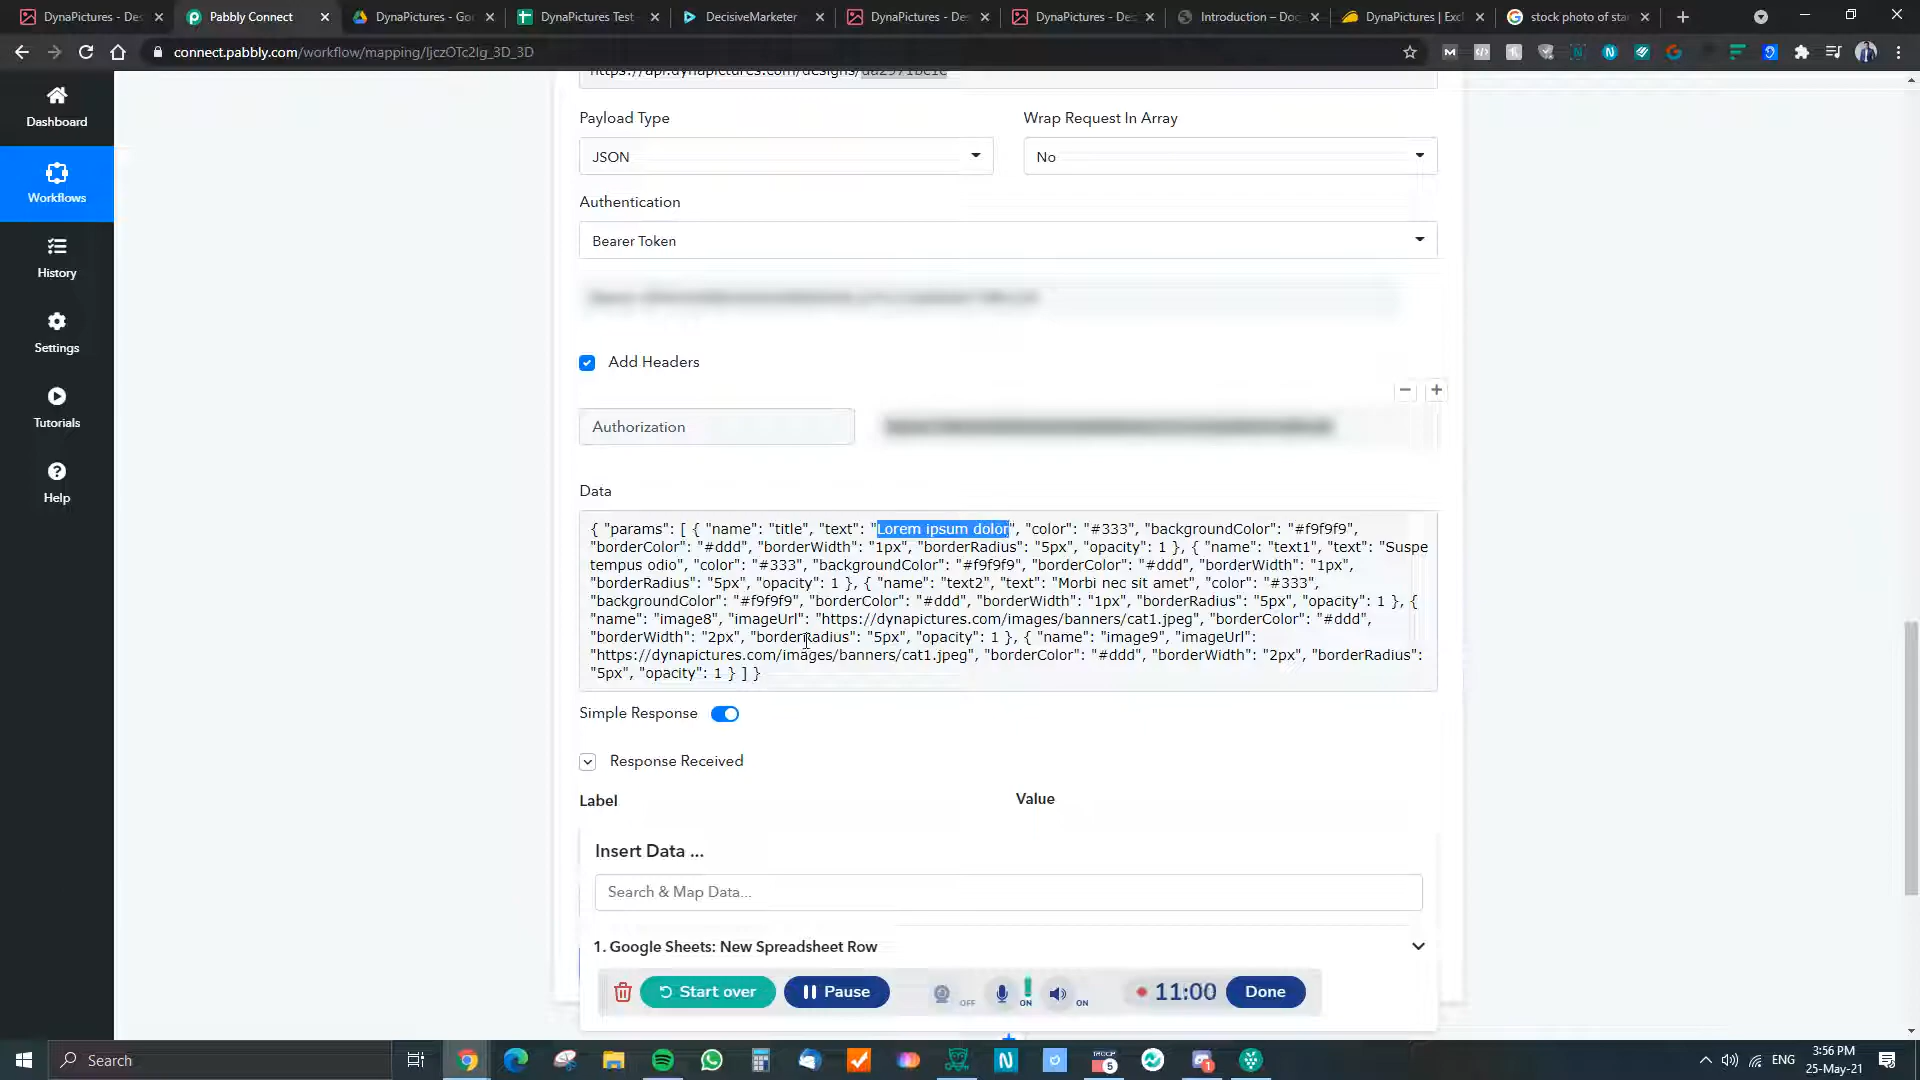 DynaPictures - Des
Pabbly Connect
DynaPictures - Goo
DynaPictures Test
DecisiveMarketer
DynaPictures - Des
DynaPictures - Des
Introduction – Doc
DynaPictures | Excl
stock photo of star
connect.pabbly.com/workflow/mapping/IjczOTc2Ig_3D_3D
Dashboard
Workflows
History
Settings
Tutorials
Help
https://api.dynapictures.com/designs/
Payload Type
Wrap Request In Array
JSON
No
Authentication
Bearer Token
Add Headers
Authorization
Data
{ "params": [ { "name": "title", "text": "Lorem ipsum dolor", "color": "#333", "backgroundColor": "#f9f9f9",
"borderColor": "#ddd", "borderWidth": "1px", "borderRadius": "5px", "opacity": 1 }, { "name": "text1", "text": "Suspe
tempus odio", "color": "#333", "backgroundColor": "#f9f9f9", "borderColor": "#ddd", "borderWidth": "1px",
"borderRadius": "5px", "opacity": 1 }, { "name": "text2", "text": "Morbi nec sit amet", "color": "#333",
"backgroundColor": "#f9f9f9", "borderColor": "#ddd", "borderWidth": "1px", "borderRadius": "5px", "opacity": 1 }, {
"name": "image8", "imageUrl": "https://dynapictures.com/images/banners/cat1.jpeg", "borderColor": "#ddd",
"borderWidth": "2px", "borderRadius": "5px", "opacity": 1 }, { "name": "image9", "imageUrl":
"https://dynapictures.com/images/banners/cat1.jpeg", "borderColor": "#ddd", "borderWidth": "2px", "borderRadius":
"5px", "opacity": 1 } ] }
Simple Response
Response Received
Label
Value
Insert Data ...
Search & Map Data...
1. Google Sheets: New Spreadsheet Row
Start over
Pause
OFF
ON
ON
11:00
Done
Search
ENG
3:56 PM
25-May-21